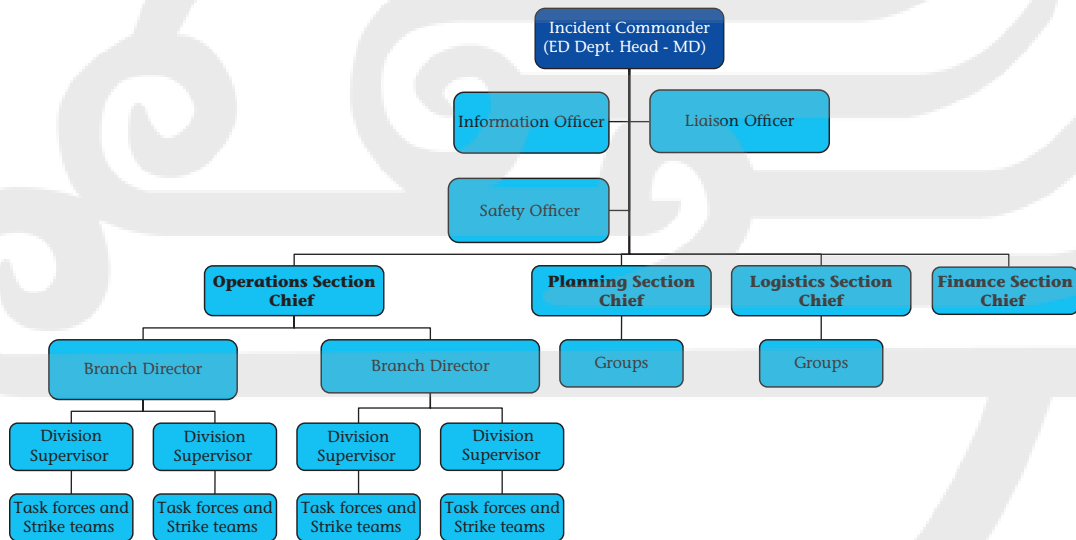 Incident Commander
(ED Dept. Head - MD)
Information Officer
Liaison Officer
Safety Officer
Operations Section
Chief
Planning Section
Chief
Logistics Section
Chief
Finance Section
Chief
Branch Director
Branch Director
Groups
Groups
Division
Supervisor
Division
Supervisor
Division
Supervisor
Division
Supervisor
Task forces and
Strike teams
Task forces and
Strike teams
Task forces and
Strike teams
Task forces and
Strike teams